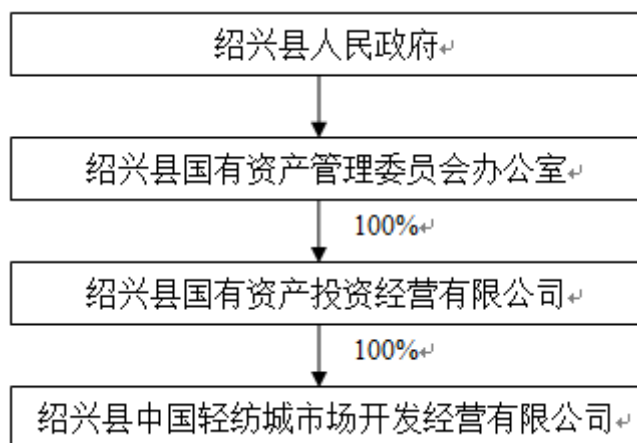 绍兴县人民政府
绍兴县国有资产管理委员会办公室
100%
绍兴县国有资产投资经营有限公司
100%
绍兴县中国轻纺城市场开发经营有限公司